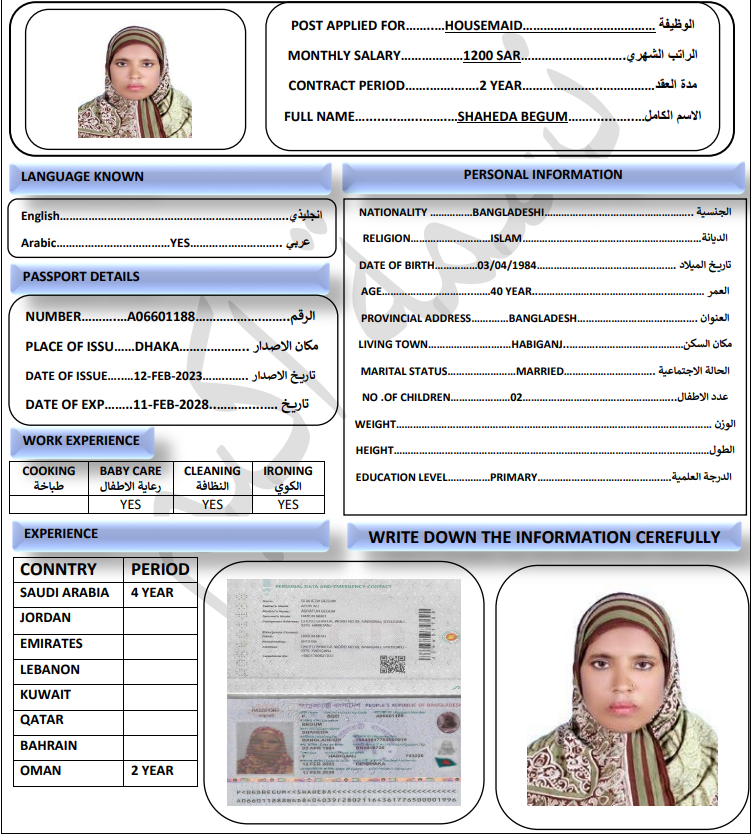 POST APPLIED FOR……..…HOUSEMAID…………..………………… الوظيفة
MONTHLY SALARY………………1200 SAR……………………..….الراتب الشهري
CONTRACT PERIOD………………..2 YEAR………………………….مدة العقد
FULL NAME………………………SHAHEDA BEGUM……………….الاسم الكامل
LANGUAGE KNOWN
English…………………………………………………انجليزي
Arabic……………………………YES……………………. عربي
PASSPORT DETAILS
NUMBER…………A06601188…………………….الرقم
PLACE OF ISSU……DHAKA……………….. مكان الاصدار
DATE OF ISSUE……12-FEB-2023…………. تاريخ الاصدار
DATE OF EXP……..11-FEB-2028……………… تاريخ
WORK EXPERIENCE
COOKING BABY CARE CLEANING IRONING
طباخة رعاية الاطفال النظافة الكوي
YES YES YES
PERSONAL INFORMATION
NATIONALITY …………BANGLADESHI…………………………………… الجنسية
RELIGION……………………ISLAM……………………………………………الديانة
DATE OF BIRTH…………03/04/1984…………………………………… تاريخ الميلاد
AGE……………………………40 YEAR……………………………………………. العمر
PROVINCIAL ADDRESS…………BANGLADESH……………………………… العنوان
LIVING TOWN………………………HABIGANJ………………………………مكان السكن
MARITAL STATUS………………..MARRIED……………………… الحالة الاجتماعية
NO .OF CHILDREN……………………02………………………………………عدد الاطفال
WEIGHT……………………………………………………………………………………… الوزن
HEIGHT………………………………………………………………………………………الطول
EDUCATION LEVEL…………PRIMARY…………………………………الدرجة العلمية
EXPERIENCE
CONNTRY PERIOD
SAUDI ARABIA 4 YEAR
JORDAN
EMIRATES
LEBANON
KUWAIT
QATAR
BAHRAIN
OMAN 2 YEAR
WRITE DOWN THE INFORMATION CEREFULLY
PERSONAL DATA AND EMERGENCY CONTACT
PEOPLE'S REPUBLIC OF BANGLADESH
BEGUM
SHAHEDA